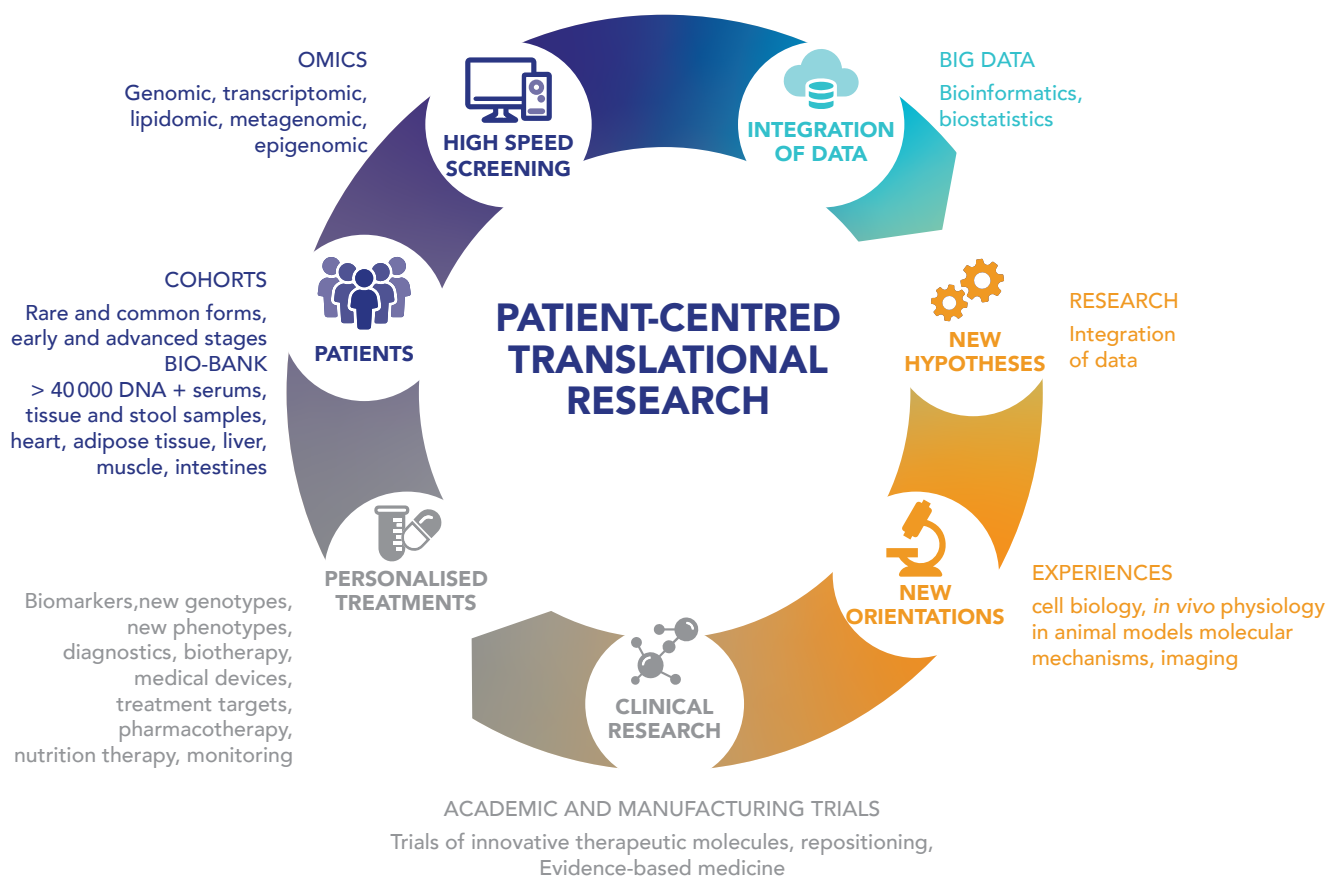 PATIENT-CENTRED
TRANSLATIONAL
RESEARCH
OMICS
Genomic, transcriptomic,
lipidomic, metagenomic,
epigenomic
HIGH SPEED
SCREENING
INTEGRATION
OF DATA
BIG DATA
Bioinformatics,
biostatistics
NEW
HYPOTHESES
RESEARCH
Integration
of data
NEW
ORIENTATIONS
EXPERIENCES
cell biology, in vivo physiology
in animal models molecular
mechanisms, imaging
CLINICAL
RESEARCH
ACADEMIC AND MANUFACTURING TRIALS
Trials of innovative therapeutic molecules, repositioning,
Evidence-based medicine
PERSONALISED
TREATMENTS
Biomarkers,new genotypes,
new phenotypes,
diagnostics, biotherapy,
medical devices,
treatment targets,
pharmacotherapy,
nutrition therapy, monitoring
PATIENTS
COHORTS
Rare and common forms,
early and advanced stages
BIO-BANK
> 40 000 DNA + serums,
tissue and stool samples,
heart, adipose tissue, liver,
muscle, intestines